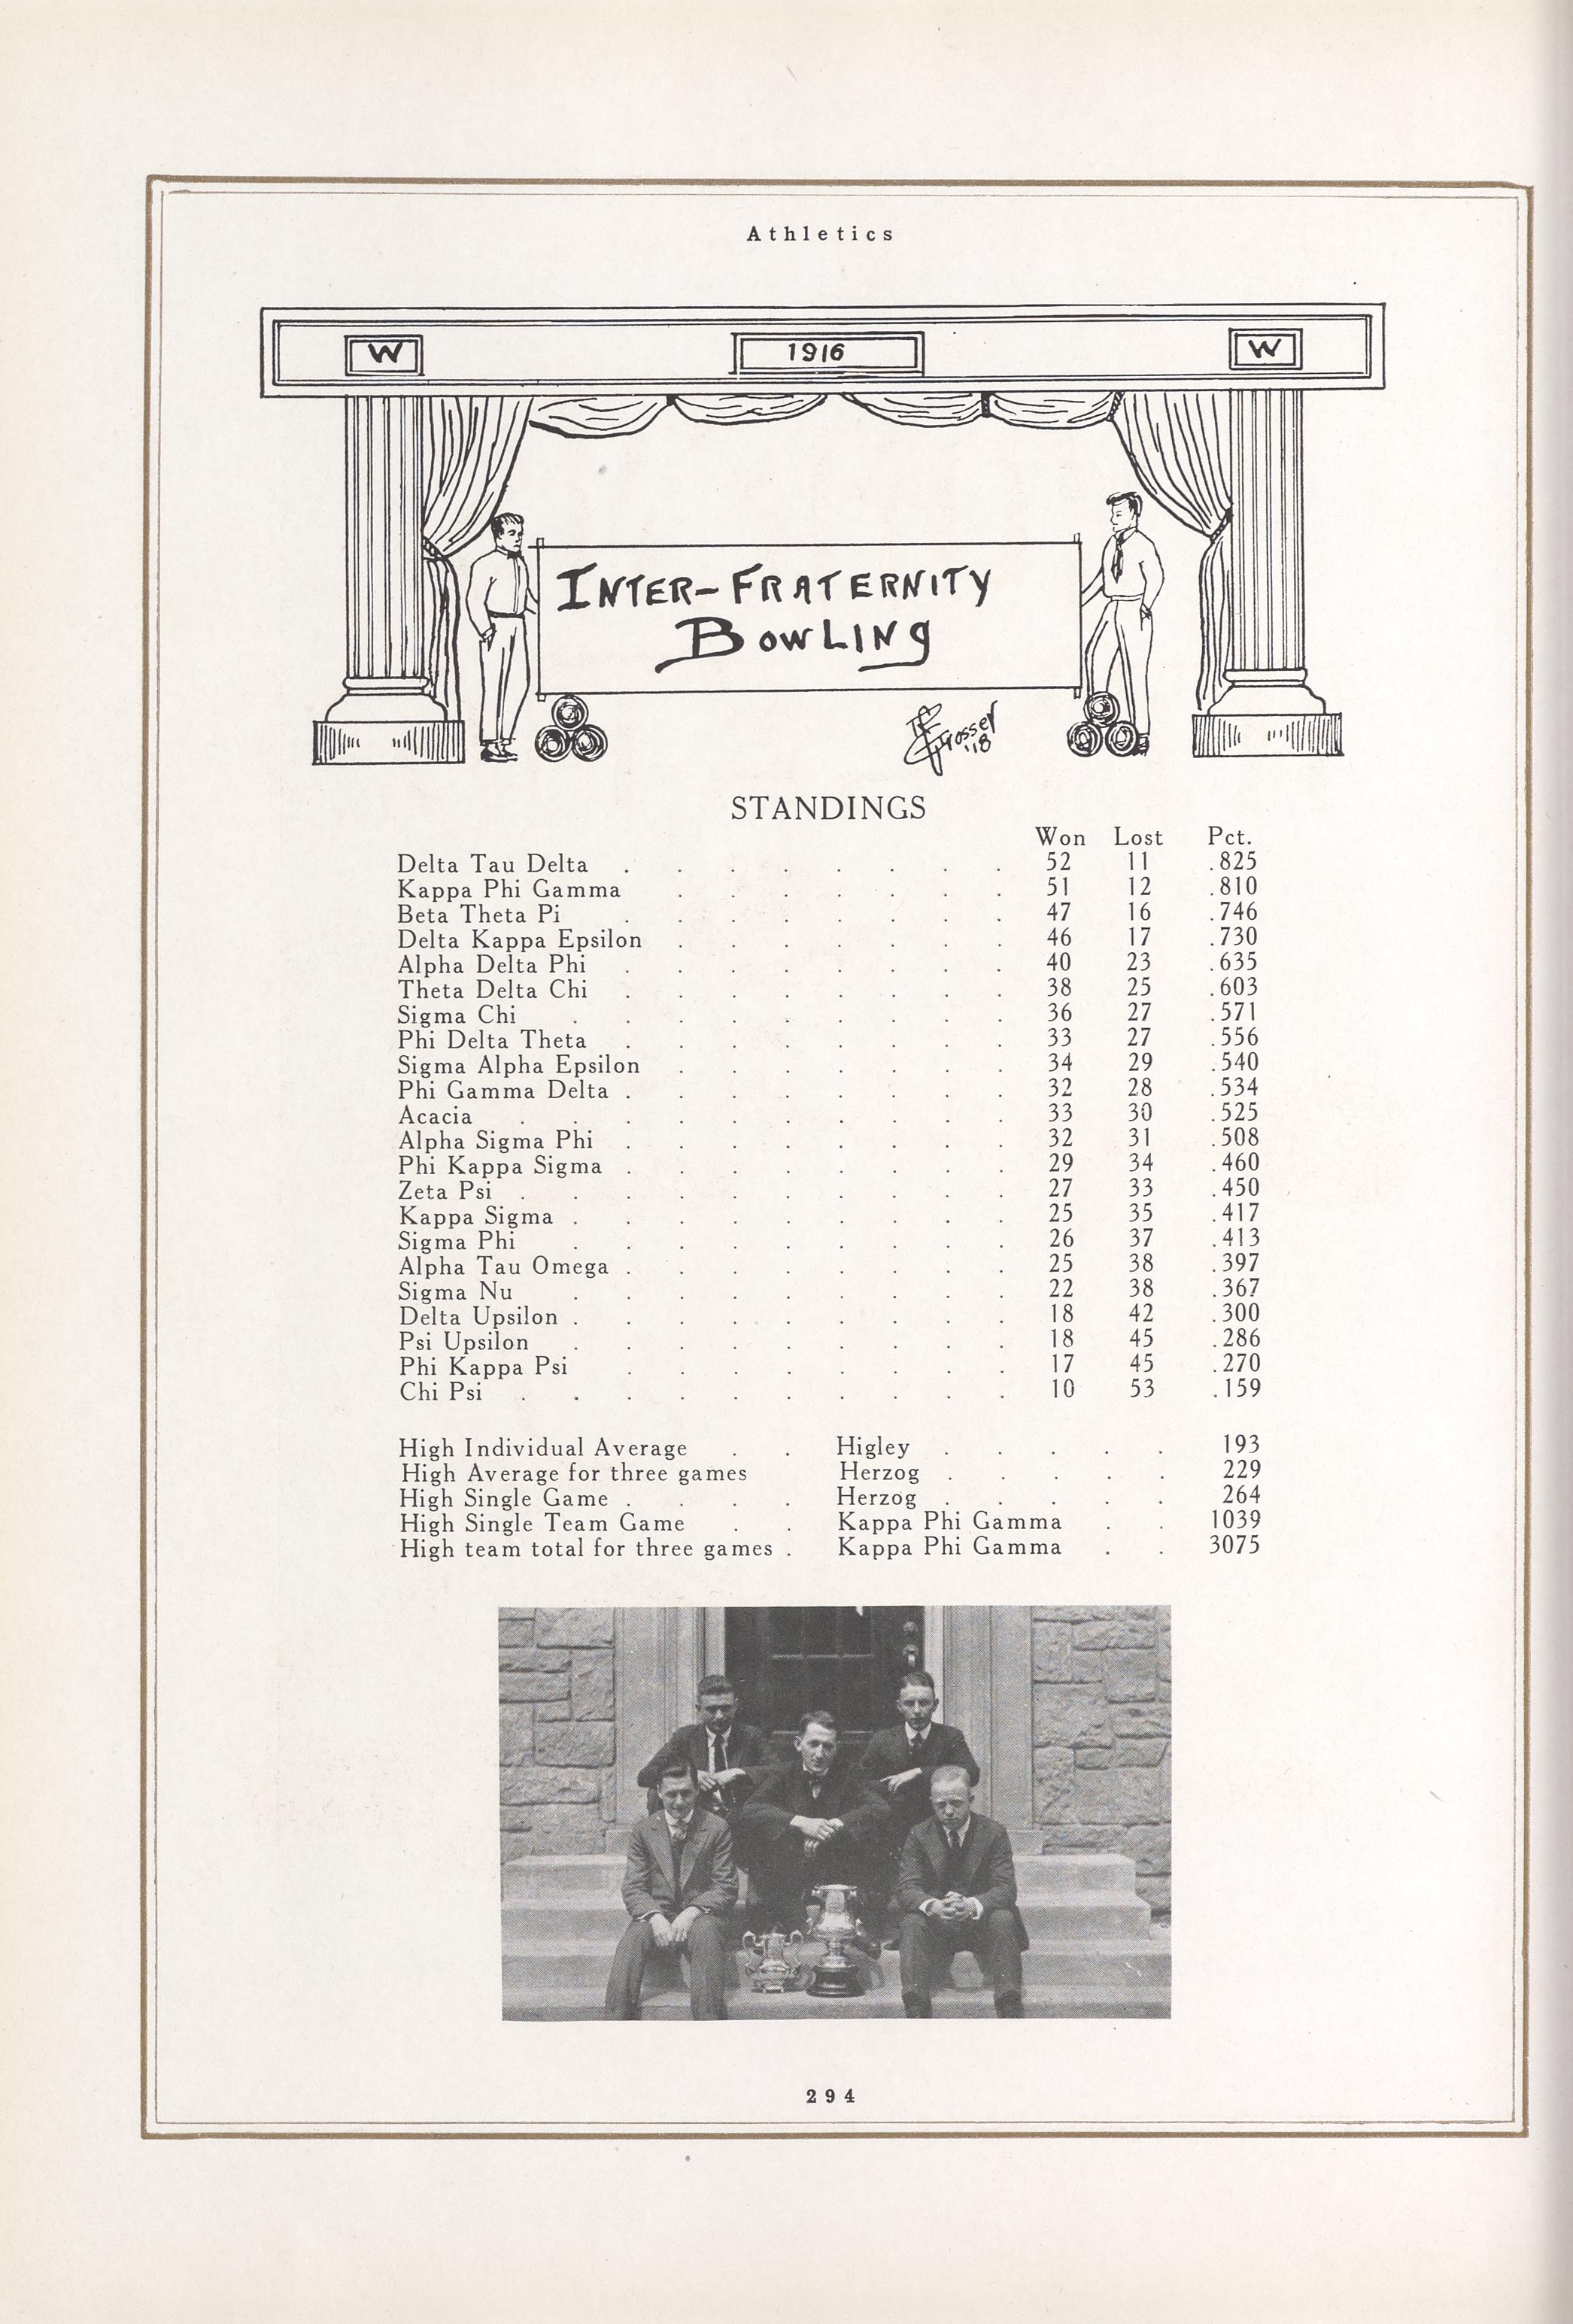 Athletics
W 1916 W
INTER-FRATERNITY
BOWLING
Grosser
'18
STANDINGS
Won Lost Pct.
Delta Tau Delta . . . . . . . . 52 11 .825
Kappa Phi Gamma . . . . . . . 51 12 .810
Beta Theta Pi . . . . . . . . 47 16 .746
Delta Kappa Epsilon . . . . . . . 46 17 .730
Alpha Delta Phi . . . . . . . . 40 23 .635
Theta Delta Chi . . . . . . . . 38 25 .603
Sigma Chi . . . . . . . . . 36 27 .571
Phi Delta Theta . . . . . . . . 33 27 .556
Sigma Alpha Epsilon . . . . . . . 34 29 .540
Phi Gamma Delta . . . . . . . . 32 28 .534
Acacia . . . . . . . . . . 33 30 .525
Alpha Sigma Phi . . . . . . . . 32 31 .508
Phi Kappa Sigma . . . . . . . . 29 34 .460
Zeta Psi . . . . . . . . . . 27 33 .450
Kappa Sigma . . . . . . . . . 25 35 .417
Sigma Phi . . . . . . . . . 26 37 .413
Alpha Tau Omega . . . . . . . . 25 38 .397
Sigma Nu . . . . . . . . . 22 38 .367
Delta Upsilon . . . . . . . . . 18 42 .300
Psi Upsilon . . . . . . . . . 18 45 .286
Phi Kappa Psi . . . . . . . . 17 45 .270
Chi Psi . . . . . . . . . . 10 53 .159
High Individual Average . . Higley . . . . . 193
High Average for three games Herzog . . . . . 229
High Single Game . . . . Herzog . . . . . 264
High Single Team Game . . Kappa Phi Gamma . . 1039
High team total for three games . Kappa Phi Gamma . . 3075
294